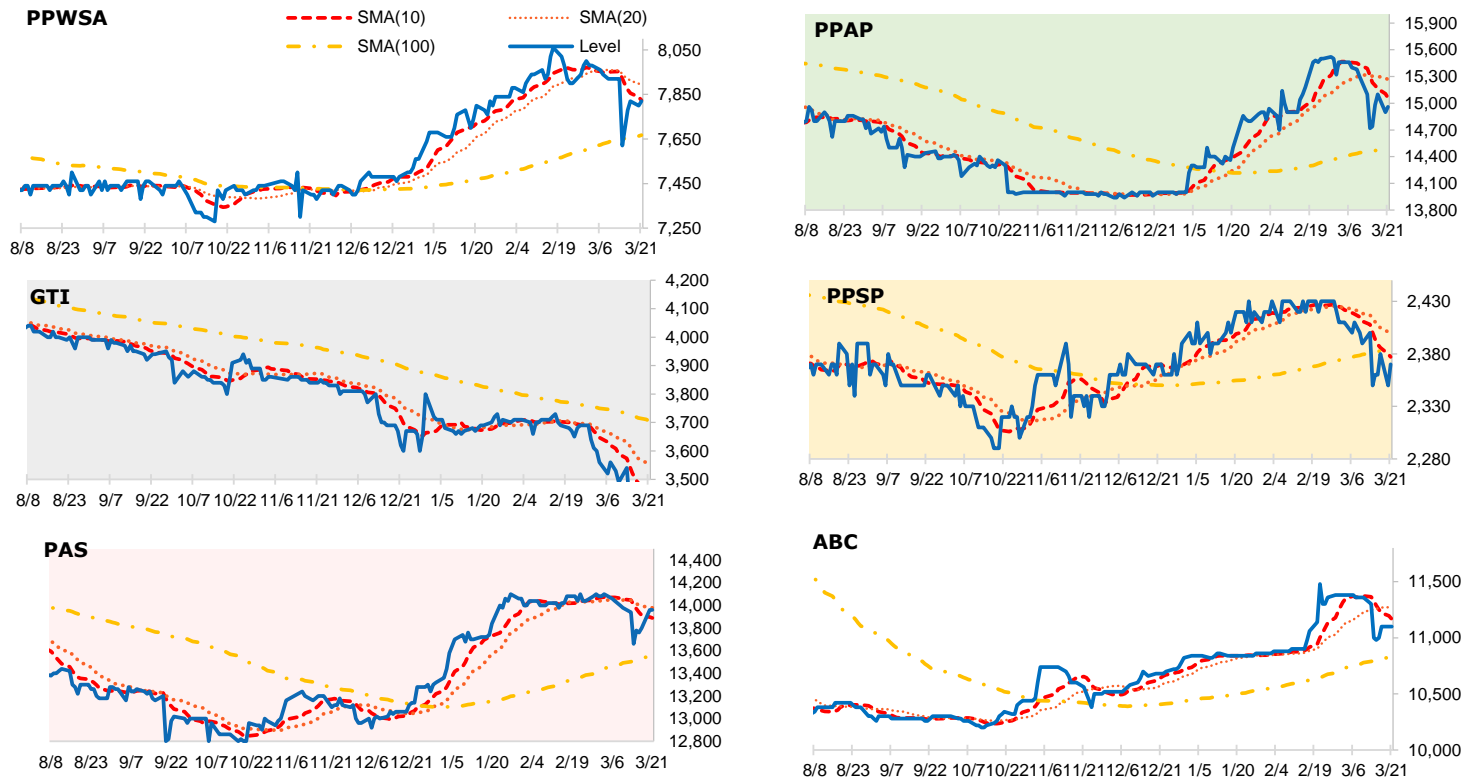 PPWSA
SMA(10)
SMA(20)
SMA(100)
Level
8,050
7,850
7,650
7,450
7,250
8/8 8/23 9/7 9/22 10/7 10/22 11/6 11/21 12/6 12/21 1/5 1/20 2/4 2/19 3/6 3/21
PPAP
15,900
15,600
15,300
15,000
14,700
14,400
14,100
13,800
8/8 8/23 9/7 9/22 10/7 10/22 11/6 11/21 12/6 12/21 1/5 1/20 2/4 2/19 3/6 3/21
GTI
4,200
4,100
4,000
3,900
3,800
3,700
3,600
3,500
8/8 8/23 9/7 9/22 10/7 10/22 11/6 11/21 12/6 12/21 1/5 1/20 2/4 2/19 3/6 3/21
PPSP
2,430
2,380
2,330
2,280
8/8 8/23 9/7 9/22 10/7 10/22 11/6 11/21 12/6 12/21 1/5 1/20 2/4 2/19 3/6 3/21
PAS
14,400
14,200
14,000
13,800
13,600
13,400
13,200
13,000
12,800
8/8 8/23 9/7 9/22 10/7 10/22 11/6 11/21 12/6 12/21 1/5 1/20 2/4 2/19 3/6 3/21
ABC
11,500
11,000
10,500
10,000
8/8 8/23 9/7 9/22 10/7 10/22 11/6 11/21 12/6 12/21 1/5 1/20 2/4 2/19 3/6 3/21